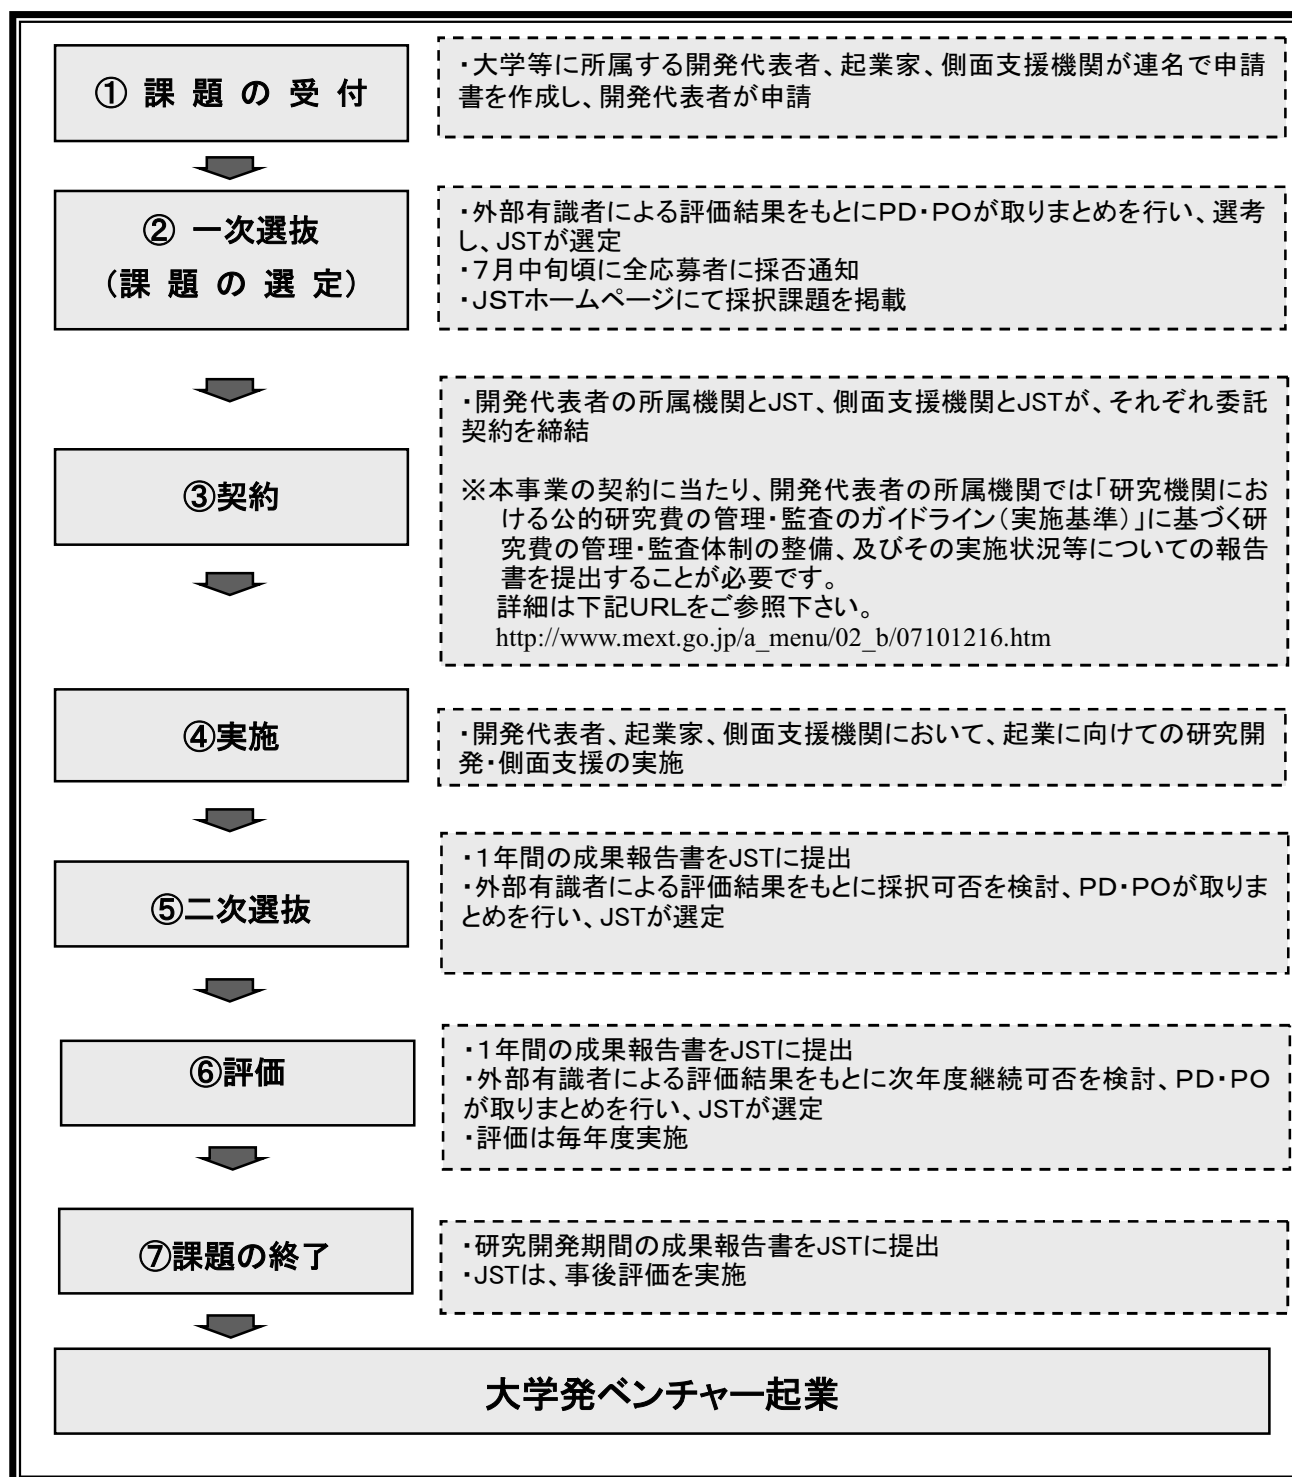 ① 課 題 の 受 付
・大学等に所属する開発代表者、起業家、側面支援機関が連名で申請
書を作成し、開発代表者が申請
② 一次選抜
（課 題 の 選 定）
・外部有識者による評価結果をもとにPD・POが取りまとめを行い、選考
し、JSTが選定
・７月中旬頃に全応募者に採否通知
・JSTホームページにて採択課題を掲載
③契約
・開発代表者の所属機関とJST、側面支援機関とJSTが、それぞれ委託
契約を締結
※本事業の契約に当たり、開発代表者の所属機関では「研究機関にお
ける公的研究費の管理・監査のガイドライン（実施基準）」に基づく研
究費の管理・監査体制の整備、及びその実施状況等についての報告
書を提出することが必要です。
詳細は下記URLをご参照下さい。
http://www.mext.go.jp/a_menu/02_b/07101216.htm
④実施
・開発代表者、起業家、側面支援機関において、起業に向けての研究開
発・側面支援の実施
⑤二次選抜
・１年間の成果報告書をJSTに提出
・外部有識者による評価結果をもとに採択可否を検討、PD・POが取りま
とめを行い、JSTが選定
⑥評価
・１年間の成果報告書をJSTに提出
・外部有識者による評価結果をもとに次年度継続可否を検討、PD・PO
が取りまとめを行い、JSTが選定
・評価は毎年度実施
⑦課題の終了
・研究開発期間の成果報告書をJSTに提出
・JSTは、事後評価を実施
大学発ベンチャー起業